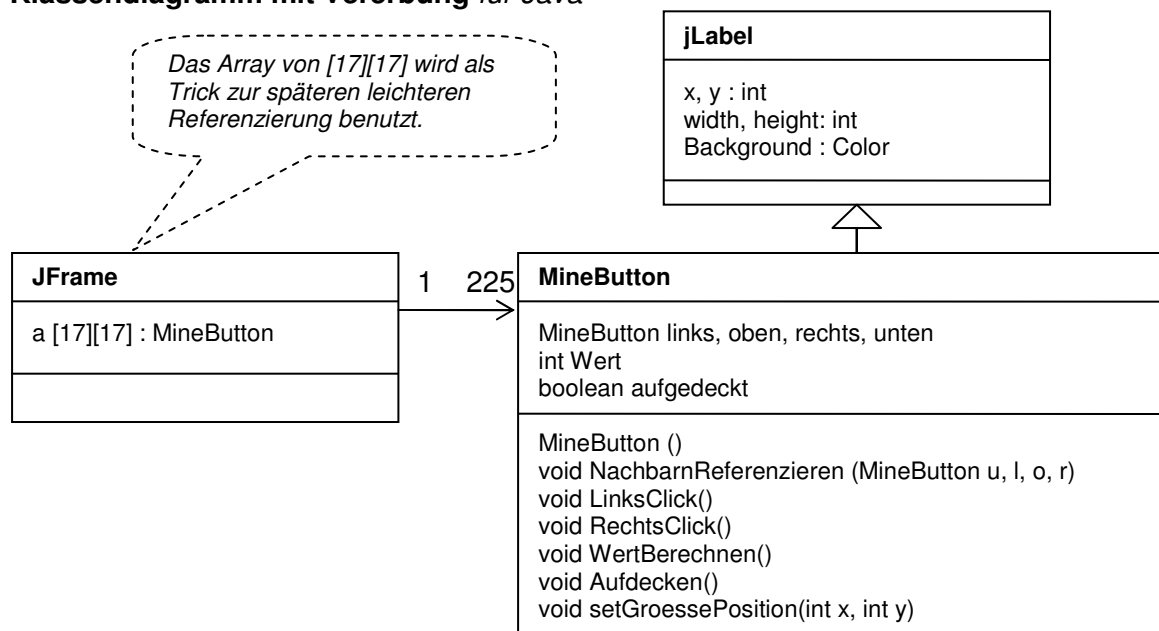 Klassendiagramm mit Vererbung für Java
Das Array von [17][17] wird als
Trick zur späteren leichteren
Referenzierung benutzt.
jLabel
x, y : int
width, height: int
Background : Color
JFrame
a [17][17] : MineButton
1 225
MineButton
MineButton links, oben, rechts, unten
int Wert
boolean aufgedeckt
MineButton ()
void NachbarnReferenzieren (MineButton u, l, o, r)
void LinksClick()
void RechtsClick()
void WertBerechnen()
void Aufdecken()
void setGroessePosition(int x, int y)